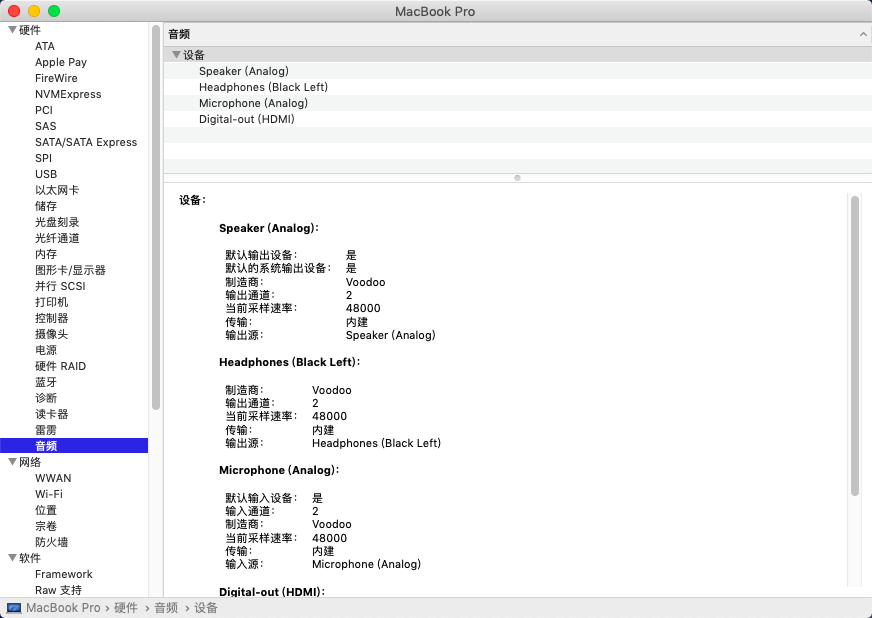 MacBook Pro
硬件
ATA
Apple Pay
FireWire
NVMExpress
PCI
SAS
SATA/SATA Express
SPI
USB
以太网卡
储存
光盘刻录
光纤通道
内存
图形卡/显示器
并行 SCSI
打印机
控制器
摄像头
电源
硬件 RAID
蓝牙
诊断
读卡器
雷雳
音频
网络
WWAN
Wi-Fi
位置
宗卷
防火墙
软件
Framework
Raw 支持
音频
设备
Speaker (Analog)
Headphones (Black Left)
Microphone (Analog)
Digital-out (HDMI)
设备：
Speaker (Analog)：
默认输出设备： 是
默认的系统输出设备： 是
制造商： Voodoo
输出通道： 2
当前采样速率： 48000
传输： 内建
输出源： Speaker (Analog)
Headphones (Black Left)：
制造商： Voodoo
输出通道： 2
当前采样速率： 48000
传输： 内建
输出源： Headphones (Black Left)
Microphone (Analog)：
默认输入设备： 是
输入通道： 2
制造商： Voodoo
当前采样速率： 48000
传输： 内建
输入源： Microphone (Analog)
Digital-out (HDMI)：
MacBook Pro › 硬件 › 音频 › 设备